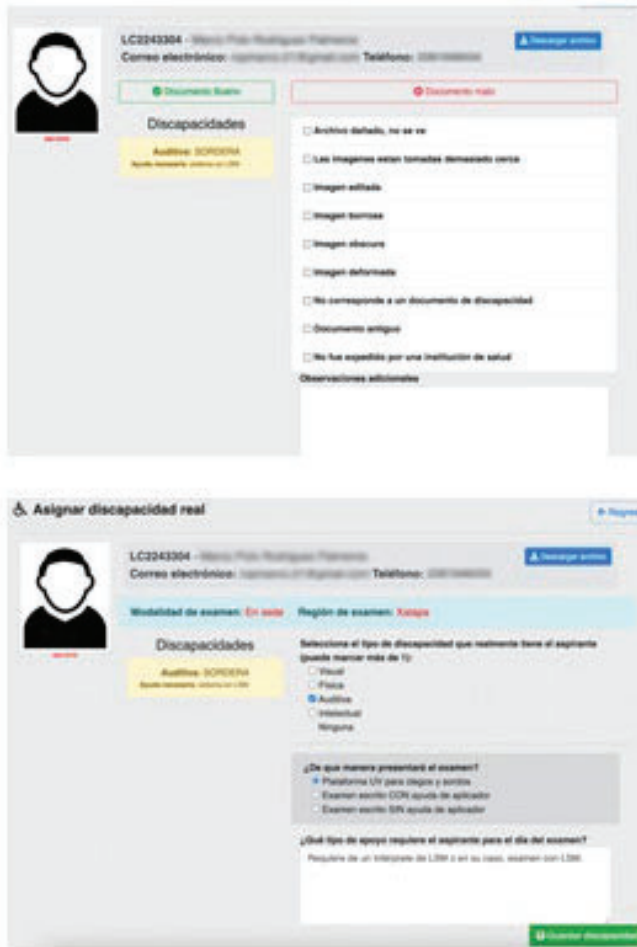 LC2243304 -
Correo electrónico: Teléfono:
Descargar archivo
Documento Bueno
Documento malo
Discapacidades
Auditiva: SORDERA
Ayuda necesaria:
Archivo dañado, no se ve
Las imagenes estan tomadas demasiado cerca
Imagen editada
Imagen borrosa
Imagen obscura
Imagen deformada
No corresponde a un documento de discapacidad
Documento antiguo
No fue expedido por una institución de salud
Observaciones adicionales
Asignar discapacidad real
Regresar
LC2243304 -
Correo electrónico: Teléfono:
Descargar archivo
Modalidad de examen: En sede Región de examen: Xalapa
Discapacidades
Auditiva: SORDERA
Ayuda necesaria:
Selecciona el tipo de discapacidad que realmente tiene el aspirante
(puede marcar más de 1):
Visual
Física
Auditiva
Intelectual
Ninguna
¿De que manera presentará el examen?
Plataforma UV para ciegos y sordos
Examen escrito CON ayuda de aplicador
Examen escrito SIN ayuda de aplicador
¿Qué tipo de apoyo requiere el aspirante para el día del examen?
Requiere de un intérprete de LSM o en su caso, examen con LSM.
Guardar discapacidad